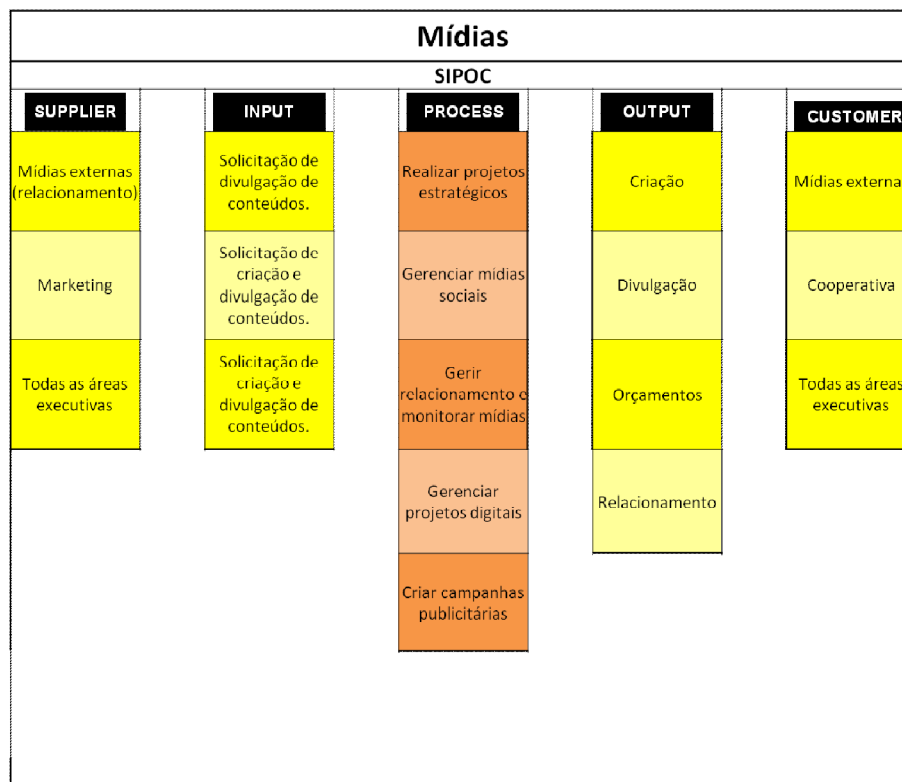 Mídias
SIPOC
SUPPLIER
INPUT
PROCESS
OUTPUT
CUSTOMER
Mídias externas
(relacionamento)
Marketing
Todas as áreas
executivas
Solicitação de
divulgação de
conteúdos.
Solicitação de
criação e
divulgação de
conteúdos.
Solicitação de
criação e
divulgação de
conteúdos.
Realizar projetos
estratégicos
Gerenciar mídias
sociais
Gerir
relacionamento e
monitorar mídias
Gerenciar
projetos digitais
Criar campanhas
publicitárias
Criação
Divulgação
Orçamentos
Relacionamento
Mídias externa
Cooperativa
Todas as áreas
executivas